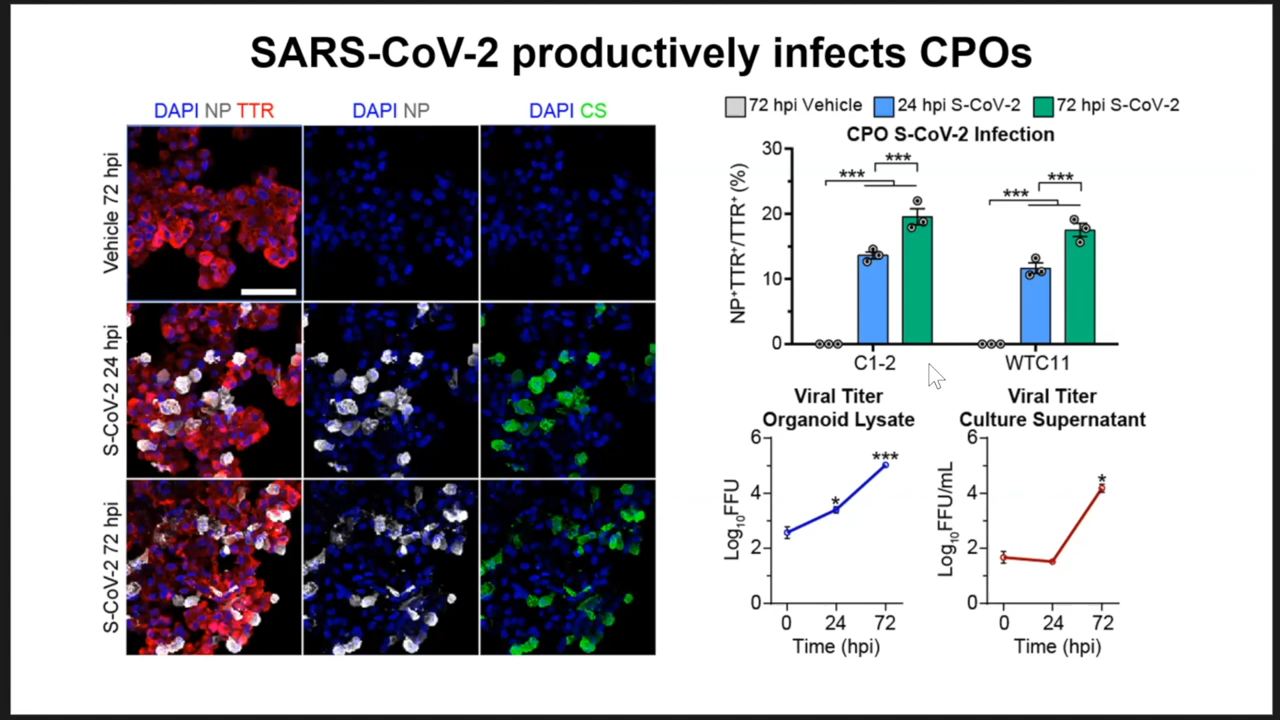 SARS-CoV-2 productively infects CPOs
DAPI NP TTR
DAPI NP
DAPI CS
Vehicle 72 hpi
S-CoV-2 24 hpi
S-CoV-2 72 hpi
72 hpi Vehicle
24 hpi S-CoV-2
72 hpi S-CoV-2
CPO S-CoV-2 Infection
NP⁺TTR⁺/TTR⁺ (%)
30
20
10
0
***
***
***
***
C1-2
WTC11
Viral Titer
Organoid Lysate
Log₁₀FFU
6
4
2
0
*
***
0 24 72
Time (hpi)
Viral Titer
Culture Supernatant
Log₁₀FFU/mL
6
4
2
0
*
0 24 72
Time (hpi)